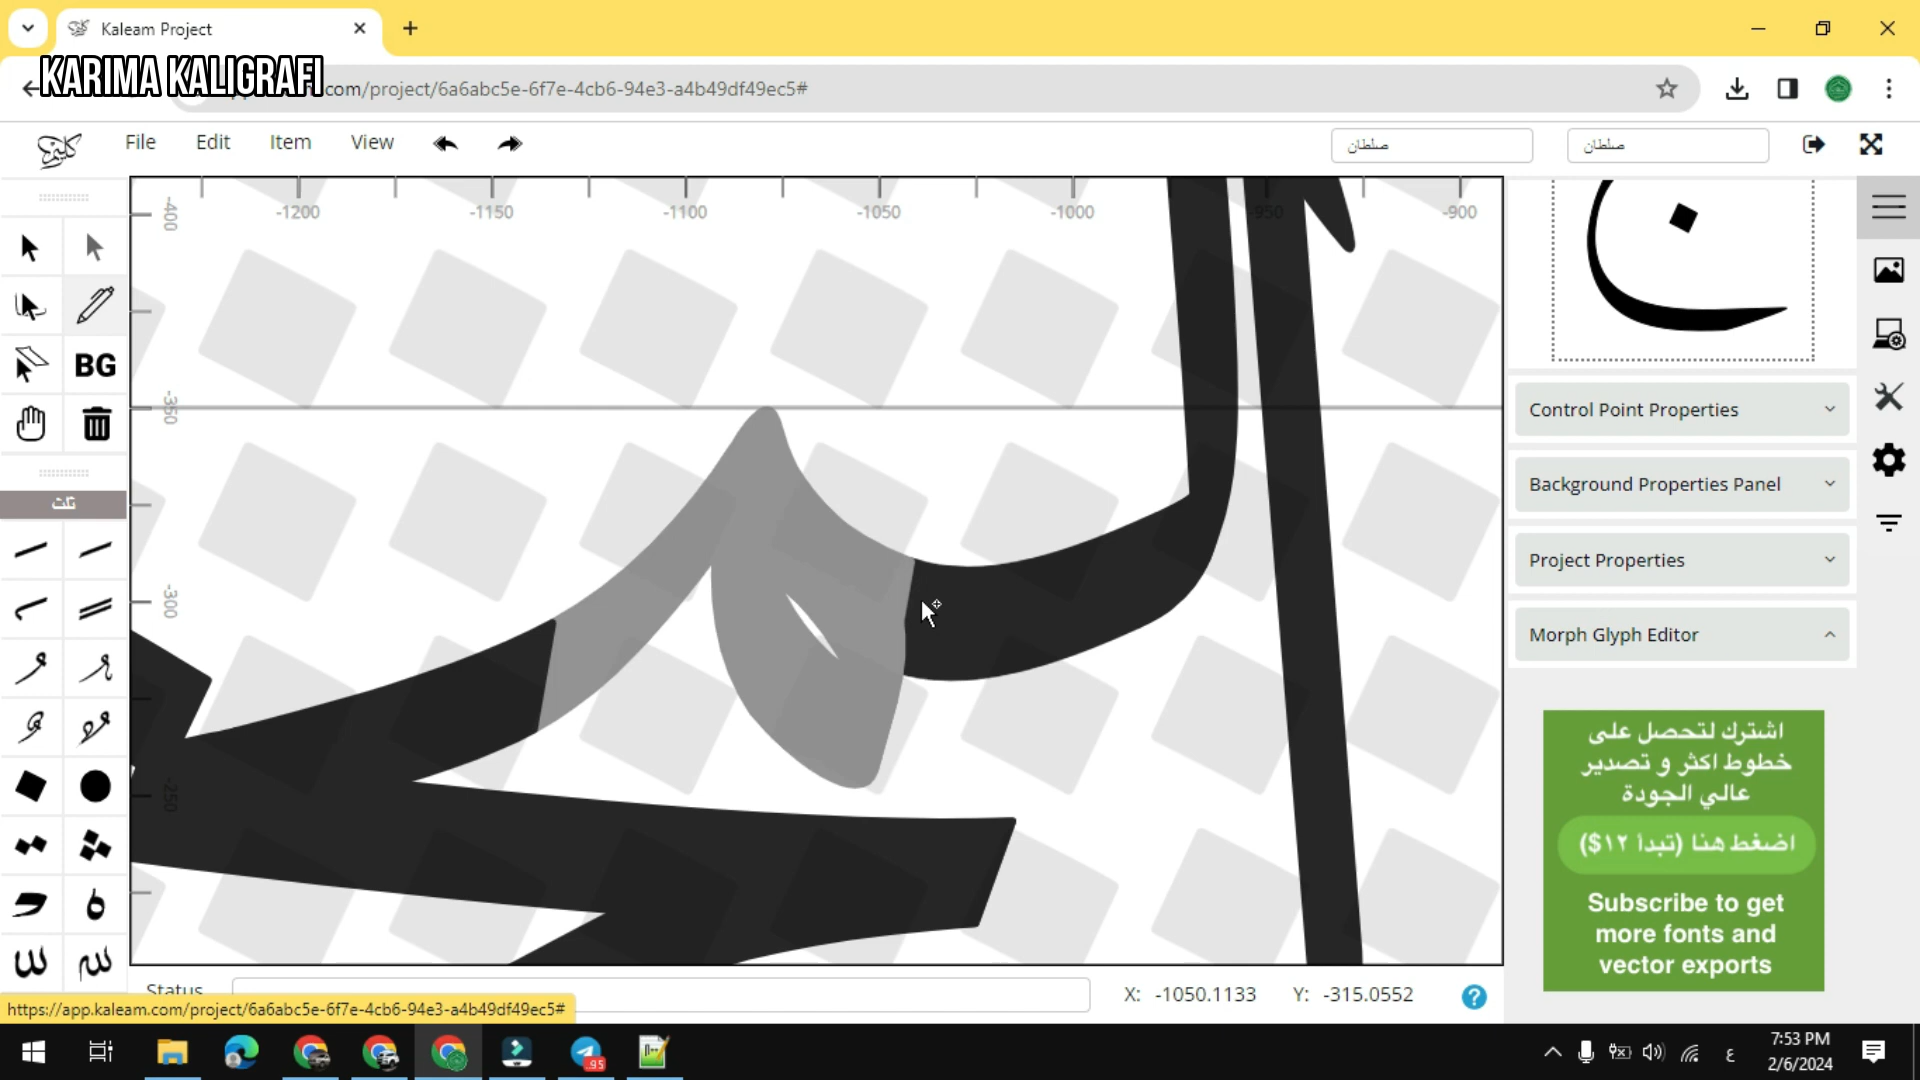 Kaleam Project
KARIMA KALIGRAFI
com/project/6a6abc5e-6f7e-4cb6-94e3-a4b49df49ec5#
File Edit Item View
صلطان
صلطان
-1200 -1150 -1100 -1050 -1000 -950 -900
-400
-350
-300
-250
BG
ثلث
Control Point Properties
Background Properties Panel
Project Properties
Morph Glyph Editor
اشترك لتحصل على
خطوط اكثر و تصدير
عالي الجودة
اضغط هنا (تبدأ ١٢$)
Subscribe to get
more fonts and
vector exports
Status
X: -1050.1133 Y: -315.0552
https://app.kaleam.com/project/6a6abc5e-6f7e-4cb6-94e3-a4b49df49ec5#
95
ع
7:53 PM
2/6/2024